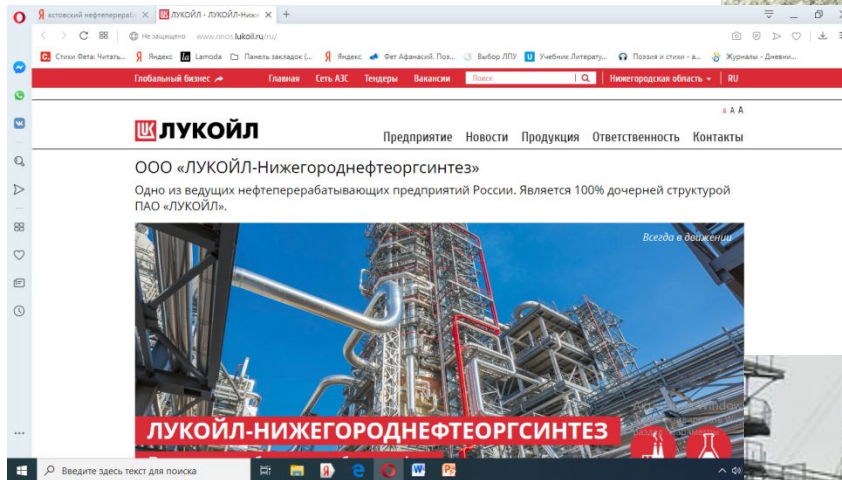 кстовский нефтеперераб
ЛУКОЙЛ - ЛУКОЙЛ-Нижег
Не защищено www.nnos.lukoil.ru/ru/
Стихи Фета: Читать...
Яндекс
Lamoda
Панель закладок (...
Яндекс
Фет Афанасий. Поэ...
Выбор ЛПУ
Учебник Литерату...
Поэзия и стихи - а...
Журналы - Дневни...
Глобальный бизнес
Главная Сеть АЗС Тендеры Вакансии Поиск Нижегородская область RU
А А А
ЛУКОЙЛ
Предприятие Новости Продукция Ответственность Контакты
ООО «ЛУКОЙЛ-Нижегороднефтеоргсинтез»
Одно из ведущих нефтеперерабатывающих предприятий России. Является 100% дочерней структурой
ПАО «ЛУКОЙЛ».
Всегда в движении
ЛУКОЙЛ-НИЖЕГОРОДНЕФТЕОРГСИНТЕЗ
Введите здесь текст для поиска